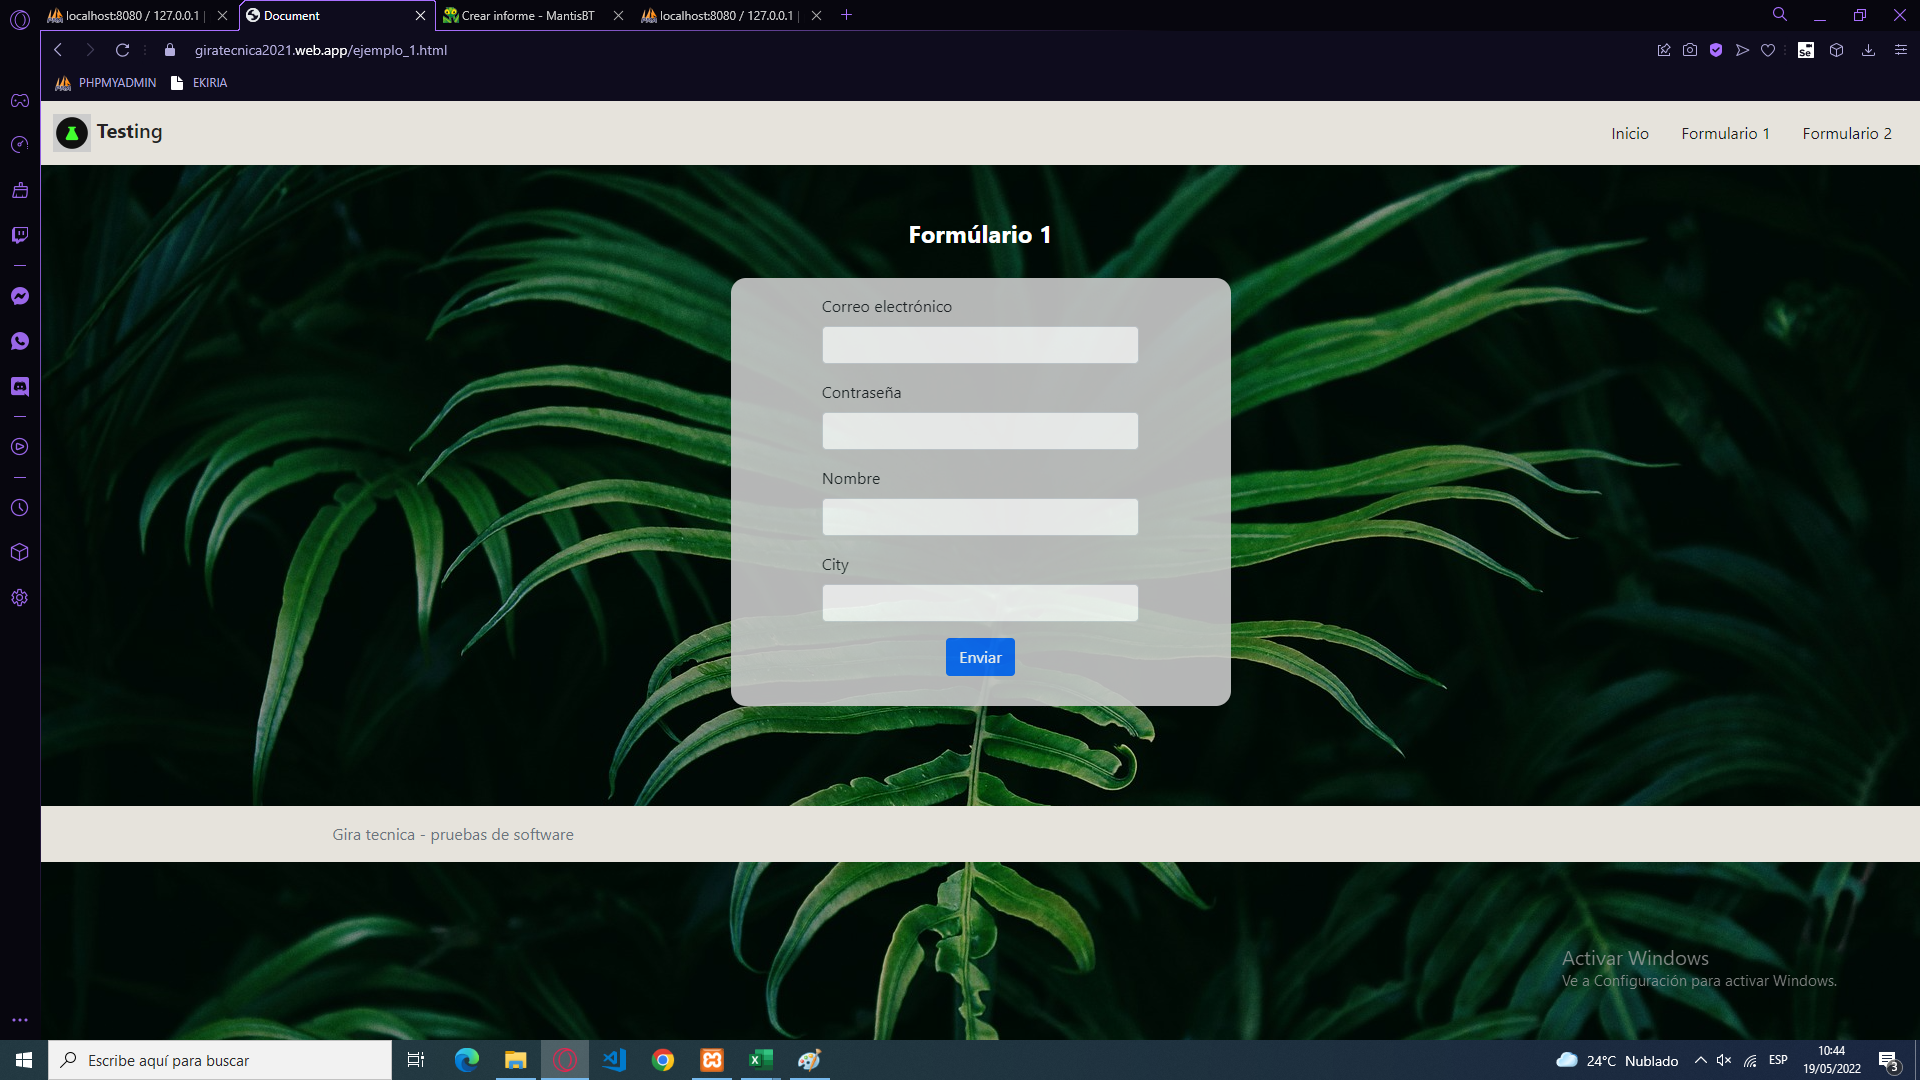 localhost:8080 / 127.0.0.1 |
Document
Crear informe - MantisBT
localhost:8080 / 127.0.0.1 |
giratecnica2021.web.app/ejemplo_1.html
Se
PHPMYADMIN
EKIRIA
Testing
Inicio
Formulario 1
Formulario 2
Formúlario 1
Correo electrónico
Contraseña
Nombre
City
Enviar
Gira tecnica - pruebas de software
Activar Windows
Ve a Configuración para activar Windows.
Escribe aquí para buscar
24°C Nublado
ESP
10:44
19/05/2022
3